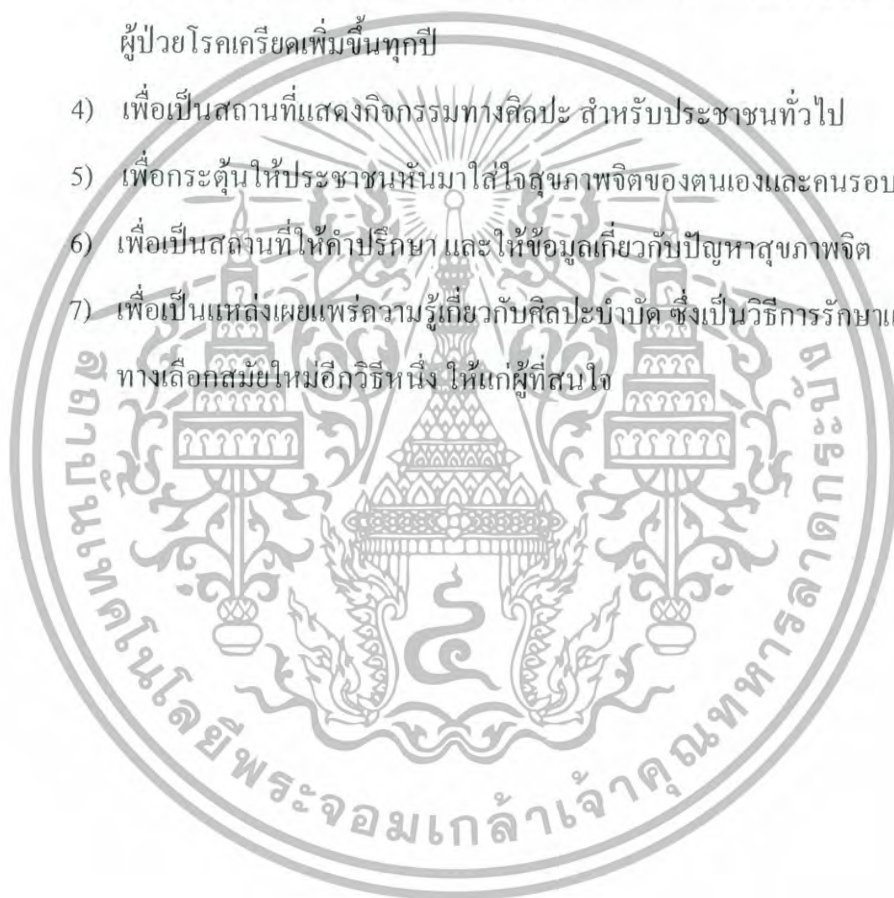 ผู้ป่วยโรคเครียดเพิ่มขึ้นทุกปี
4) เพื่อเป็นสถานที่แสดงกิจกรรมทางศิลปะ สำหรับประชาชนทั่วไป
5) เพื่อกระตุ้นให้ประชาชนหันมาใส่ใจสุขภาพจิตของตนเองและคนรอบ
6) เพื่อเป็นสถานที่ให้คำปรึกษา และให้ข้อมูลเกี่ยวกับปัญหาสุขภาพจิต
7) เพื่อเป็นแหล่งเผยแพร่ความรู้เกี่ยวกับศิลปะบำบัด ซึ่งเป็นวิธีการรักษาแ
ทางเลือกสมัยใหม่อีกวิธีหนึ่ง ให้แก่ผู้ที่สนใจ
สถาบันเทคโนโลยีพระจอมเกล้าเจ้าคุณทหารลาดกระบัง
๔